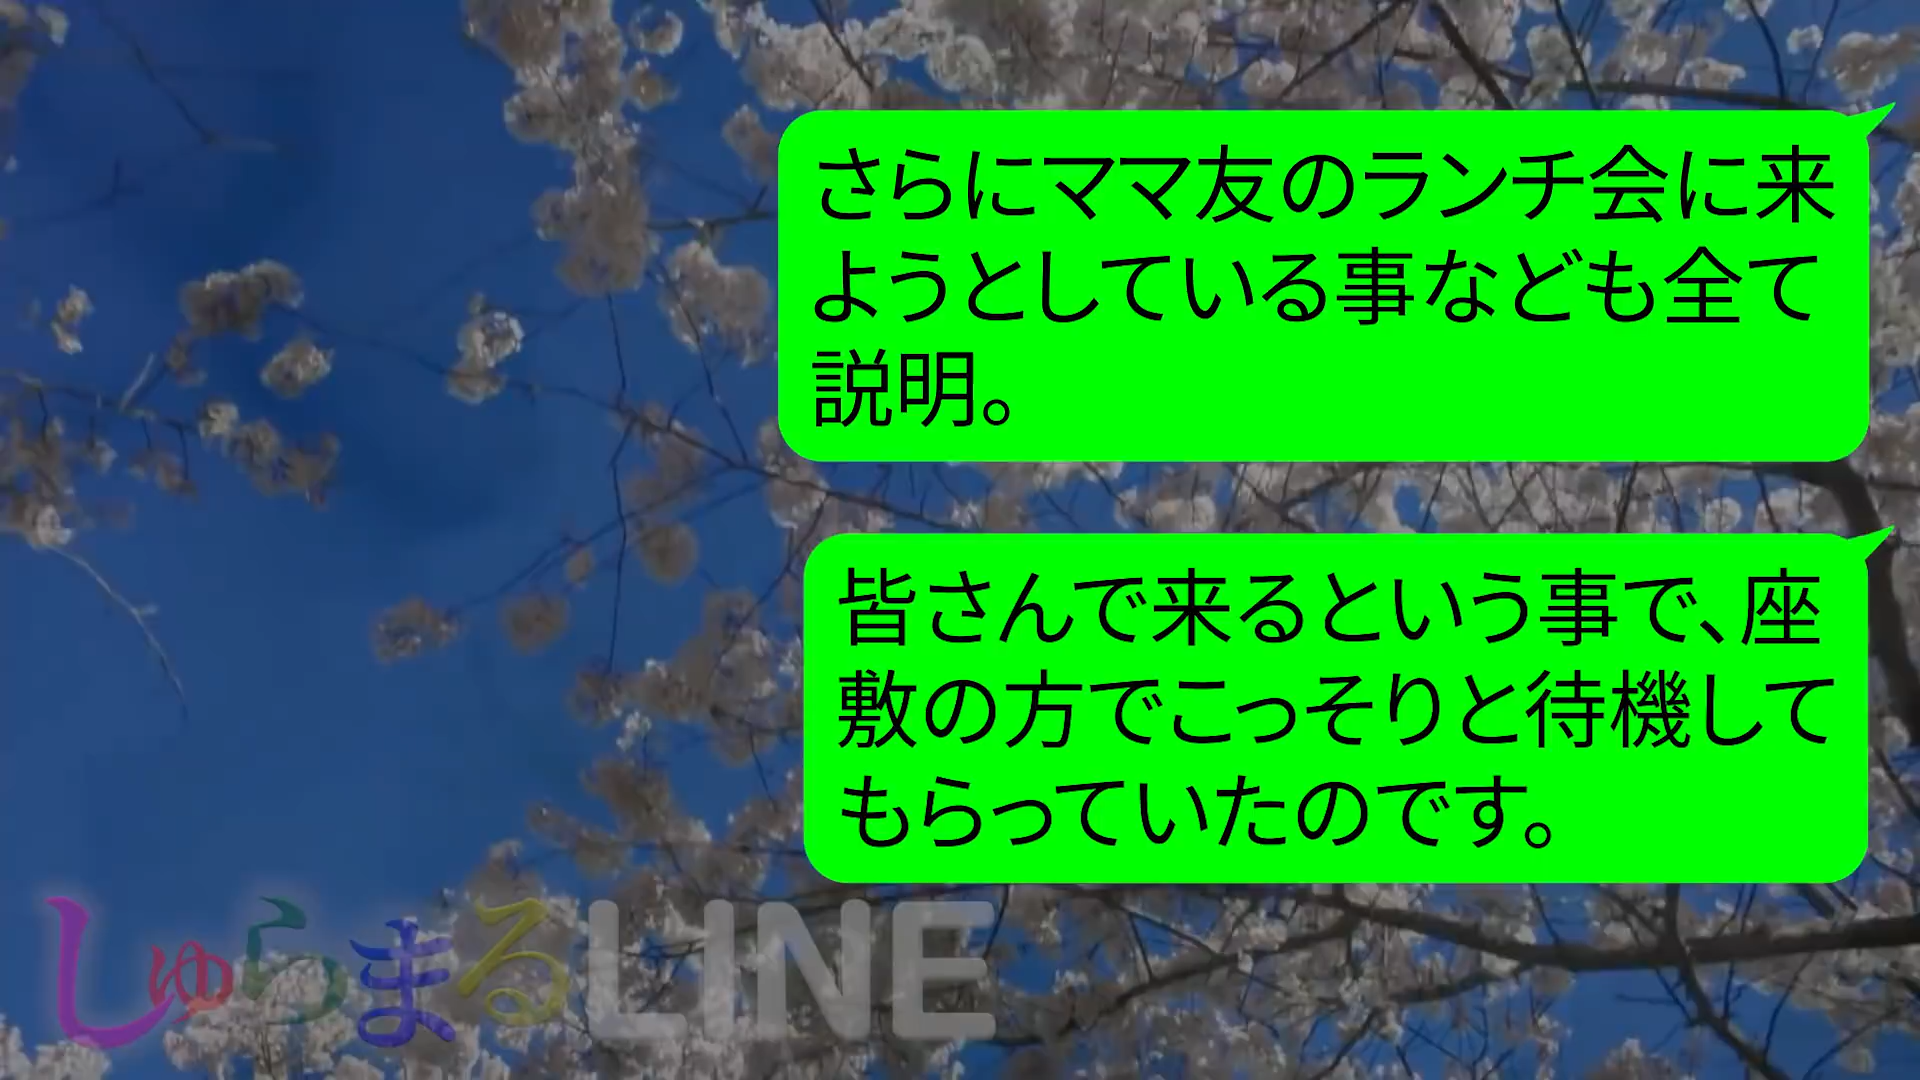 さらにママ友のランチ会に来
ようとしている事なども全て
説明。
皆さんで来るという事で、座
敷の方でこっそりと待機して
もらっていたのです。
しゅらまるLINE